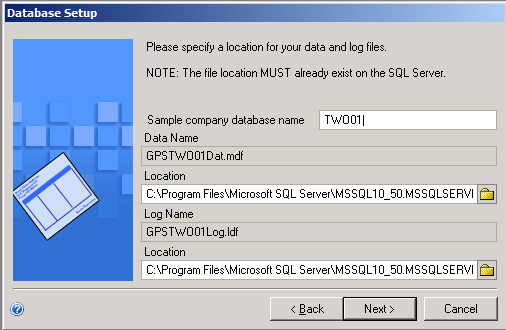 Database Setup
Please specify a location for your data and log files.
NOTE: The file location MUST already exist on the SQL Server.
Sample company database name TWO01
Data Name
GPSTWO01Dat.mdf
Location
C:\Program Files\Microsoft SQL Server\MSSQL10_50.MSSQLSERVI
Log Name
GPSTWO01Log.ldf
Location
C:\Program Files\Microsoft SQL Server\MSSQL10_50.MSSQLSERVI
? < Back Next > Cancel